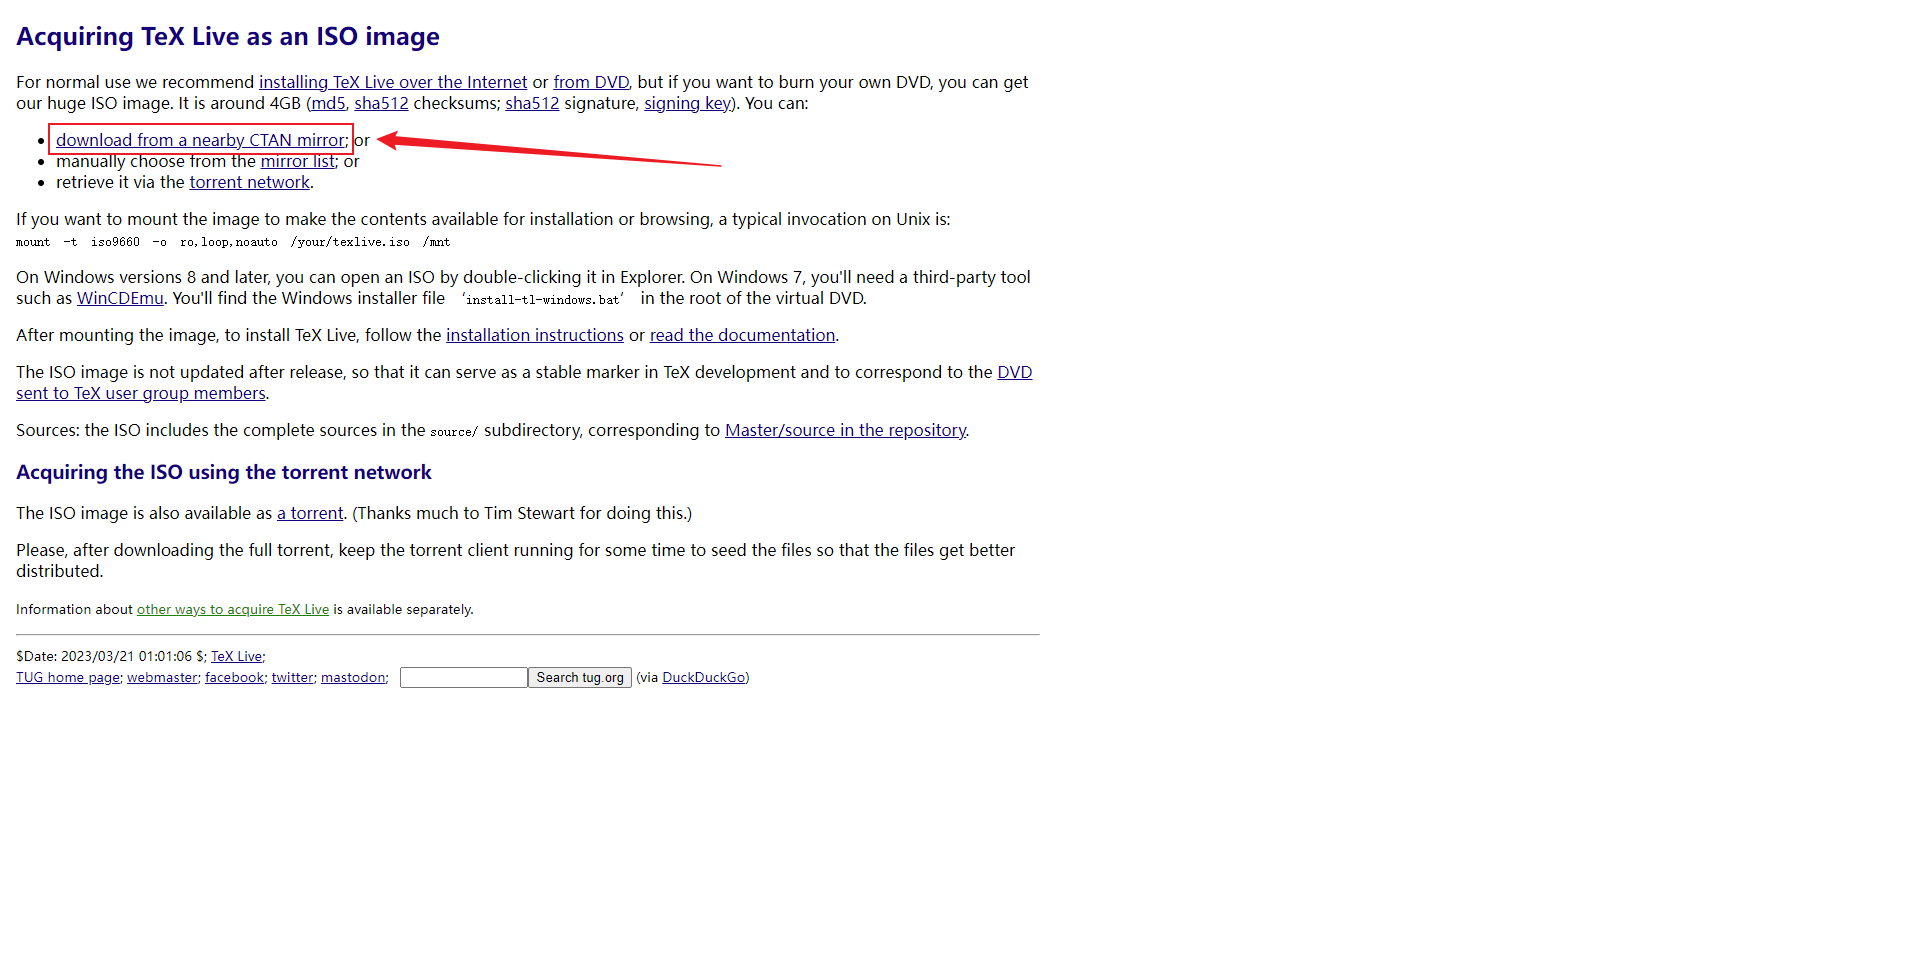 Acquiring TeX Live as an ISO image
For normal use we recommend installing TeX Live over the Internet or from DVD, but if you want to burn your own DVD, you can get
our huge ISO image. It is around 4GB (md5, sha512 checksums; sha512 signature, signing key). You can:
• download from a nearby CTAN mirror; or
• manually choose from the mirror list; or
• retrieve it via the torrent network.
If you want to mount the image to make the contents available for installation or browsing, a typical invocation on Unix is:
mount -t iso9660 -o ro,loop,noauto /your/texlive.iso /mnt
On Windows versions 8 and later, you can open an ISO by double-clicking it in Explorer. On Windows 7, you'll need a third-party tool
such as WinCDEmu. You'll find the Windows installer file ‘install-tl-windows.bat’ in the root of the virtual DVD.
After mounting the image, to install TeX Live, follow the installation instructions or read the documentation.
The ISO image is not updated after release, so that it can serve as a stable marker in TeX development and to correspond to the DVD
sent to TeX user group members.
Sources: the ISO includes the complete sources in the source/ subdirectory, corresponding to Master/source in the repository.
Acquiring the ISO using the torrent network
The ISO image is also available as a torrent. (Thanks much to Tim Stewart for doing this.)
Please, after downloading the full torrent, keep the torrent client running for some time to seed the files so that the files get better
distributed.
Information about other ways to acquire TeX Live is available separately.
$Date: 2023/03/21 01:01:06 $; TeX Live;
TUG home page; webmaster; facebook; twitter; mastodon; Search tug.org (via DuckDuckGo)